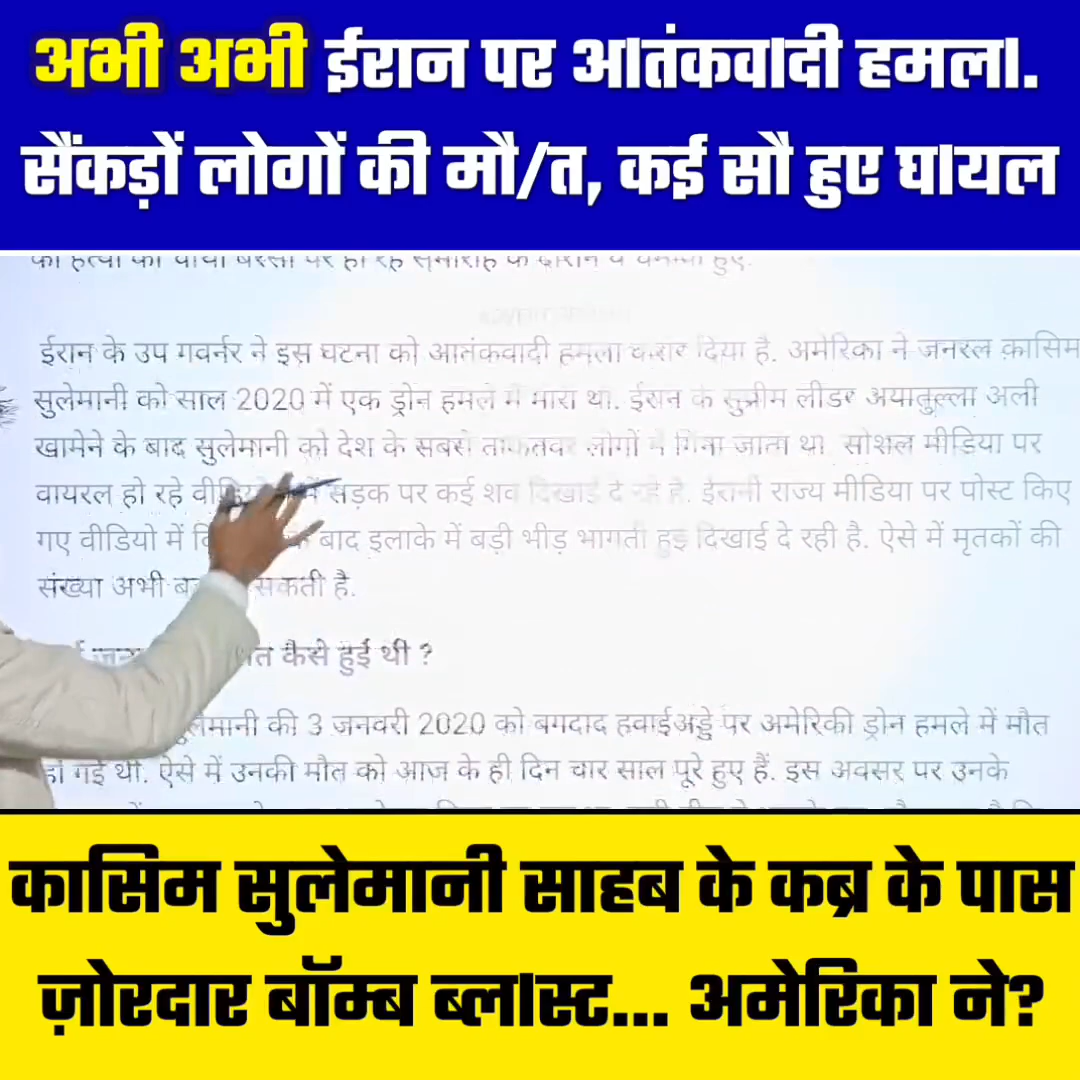 अभी अभी ईरान पर आतंकवादी हमला.
सैंकड़ों लोगों की मौ/त, कई सौ हुए घायल
ईरान के उप गवर्नर ने इस घटना को आतंकवादी हमला करार दिया है. अमेरिका ने जनरल क़ासिम
सुलेमानी को साल 2020 में एक ड्रोन हमले में मारा था. ईरान के सुप्रीम लीडर अयातुल्ला अली
खामेने के बाद सुलेमानी को देश के सबसे ताकतवर लोगों में गिना जाता था. सोशल मीडिया पर
वायरल हो रहे में सड़क पर कई शव दिखाई दे रहे हैं. ईरानी राज्य मीडिया पर पोस्ट किए
गए वीडियो में के बाद इलाके में बड़ी भीड़ भागती हुई दिखाई दे रही है. ऐसे में मृतकों की
संख्या अभी सकती है.
कैसे हुई थी ?
की 3 जनवरी 2020 को बगदाद हवाईअड्डे पर अमेरिकी ड्रोन हमले में मौत
हो गई थी. ऐसे में उनकी मौत को आज के ही दिन चार साल पूरे हुए हैं. इस अवसर पर उनके
कासिम सुलेमानी साहब के कब्र के पास
ज़ोरदार बॉम्ब ब्लास्ट... अमेरिका ने?